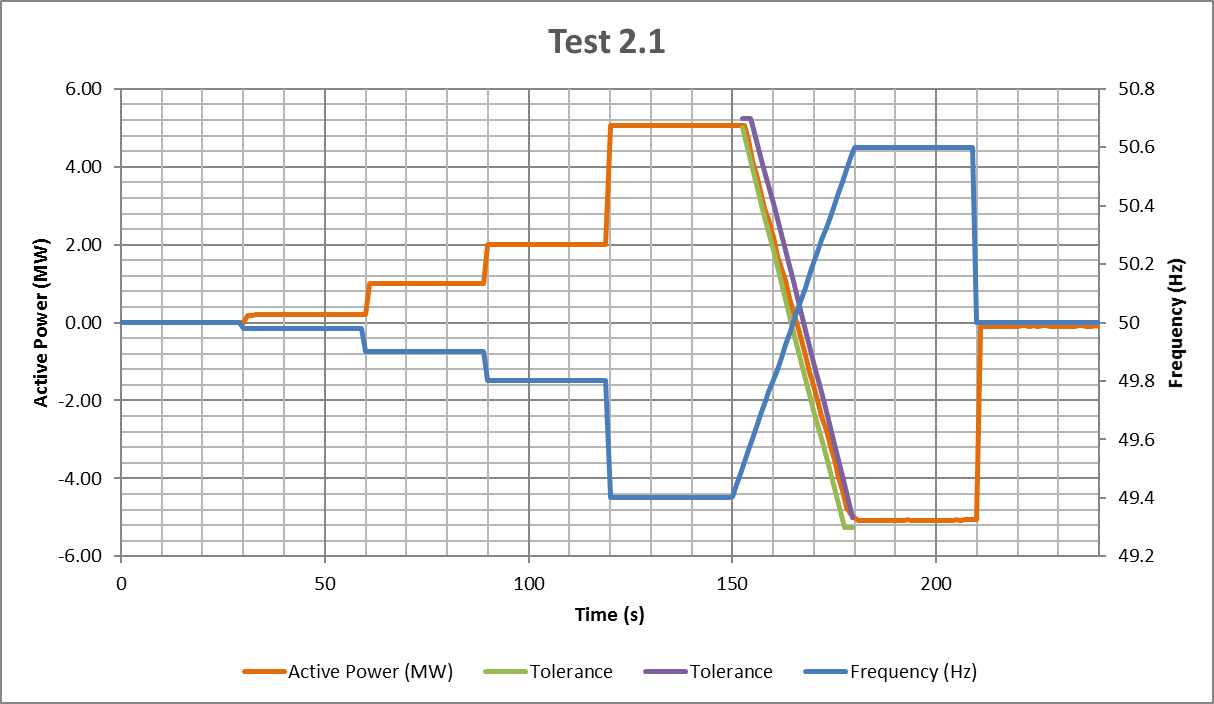 Test 2.1
6.00
4.00
2.00
0.00
-2.00
-4.00
-6.00
Active Power (MW)
50.8
50.6
50.4
50.2
50
49.8
49.6
49.4
49.2
Frequency (Hz)
0 50 100 150 200
Time (s)
Active Power (MW) Tolerance Tolerance Frequency (Hz)